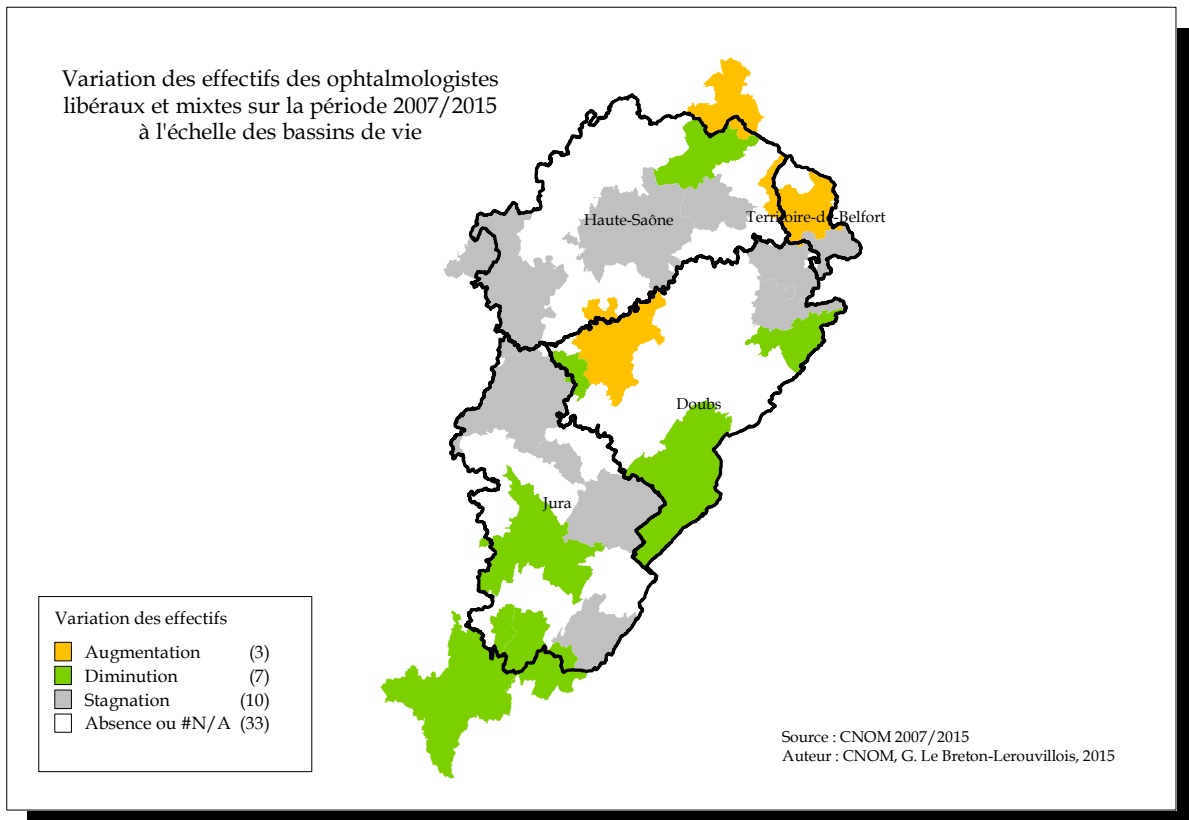 Variation des effectifs des ophtalmologistes
libéraux et mixtes sur la période 2007/2015
à l'échelle des bassins de vie
Haute-Saône
Territoire-de-Belfort
Doubs
Jura
Variation des effectifs
Augmentation (3)
Diminution (7)
Stagnation (10)
Absence ou #N/A (33)
Source : CNOM 2007/2015
Auteur : CNOM, G. Le Breton-Lerouvillois, 2015